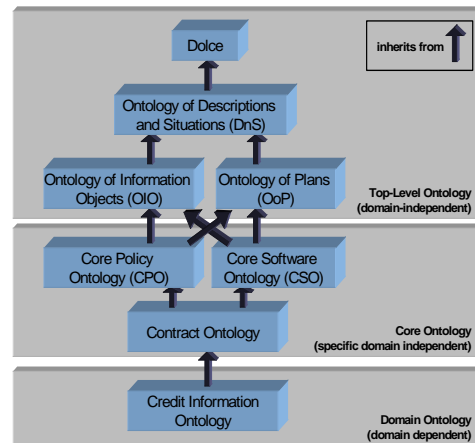 Dolce
inherits from
Ontology of Descriptions
and Situations (DnS)
Ontology of Information
Objects (OIO)
Ontology of Plans
(OoP)
Top-Level Ontology
(domain-independent)
Core Policy
Ontology (CPO)
Core Software
Ontology (CSO)
Contract Ontology
Core Ontology
(specific domain independent)
Credit Information
Ontology
Domain Ontology
(domain dependent)